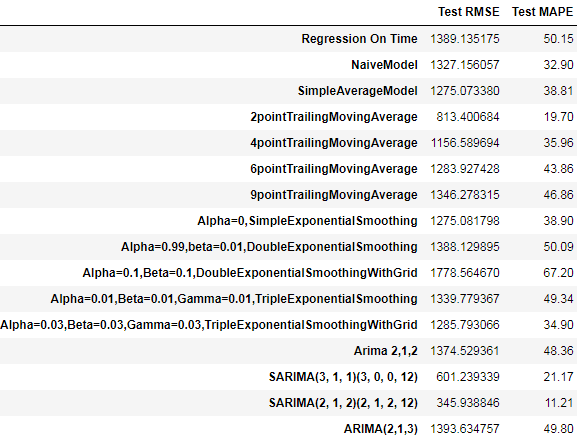 Test RMSE Test MAPE
Regression On Time 1389.135175 50.15
NaiveModel 1327.156057 32.90
SimpleAverageModel 1275.073380 38.81
2pointTrailingMovingAverage 813.400684 19.70
4pointTrailingMovingAverage 1156.589694 35.96
6pointTrailingMovingAverage 1283.927428 43.86
9pointTrailingMovingAverage 1346.278315 46.86
Alpha=0,SimpleExponentialSmoothing 1275.081798 38.90
Alpha=0.99,beta=0.01,DoubleExponentialSmoothing 1388.129895 50.09
Alpha=0.1,Beta=0.1,DoubleExponentialSmoothingWithGrid 1778.564670 67.20
Alpha=0.01,Beta=0.01,Gamma=0.01,TripleExponentialSmoothing 1339.779367 49.34
Alpha=0.03,Beta=0.03,Gamma=0.03,TripleExponentialSmoothingWithGrid 1285.793066 34.90
Arima 2,1,2 1374.529361 48.36
SARIMA(3, 1, 1)(3, 0, 0, 12) 601.239339 21.17
SARIMA(2, 1, 2)(2, 1, 2, 12) 345.938846 11.21
ARIMA(2,1,3) 1393.634757 49.80